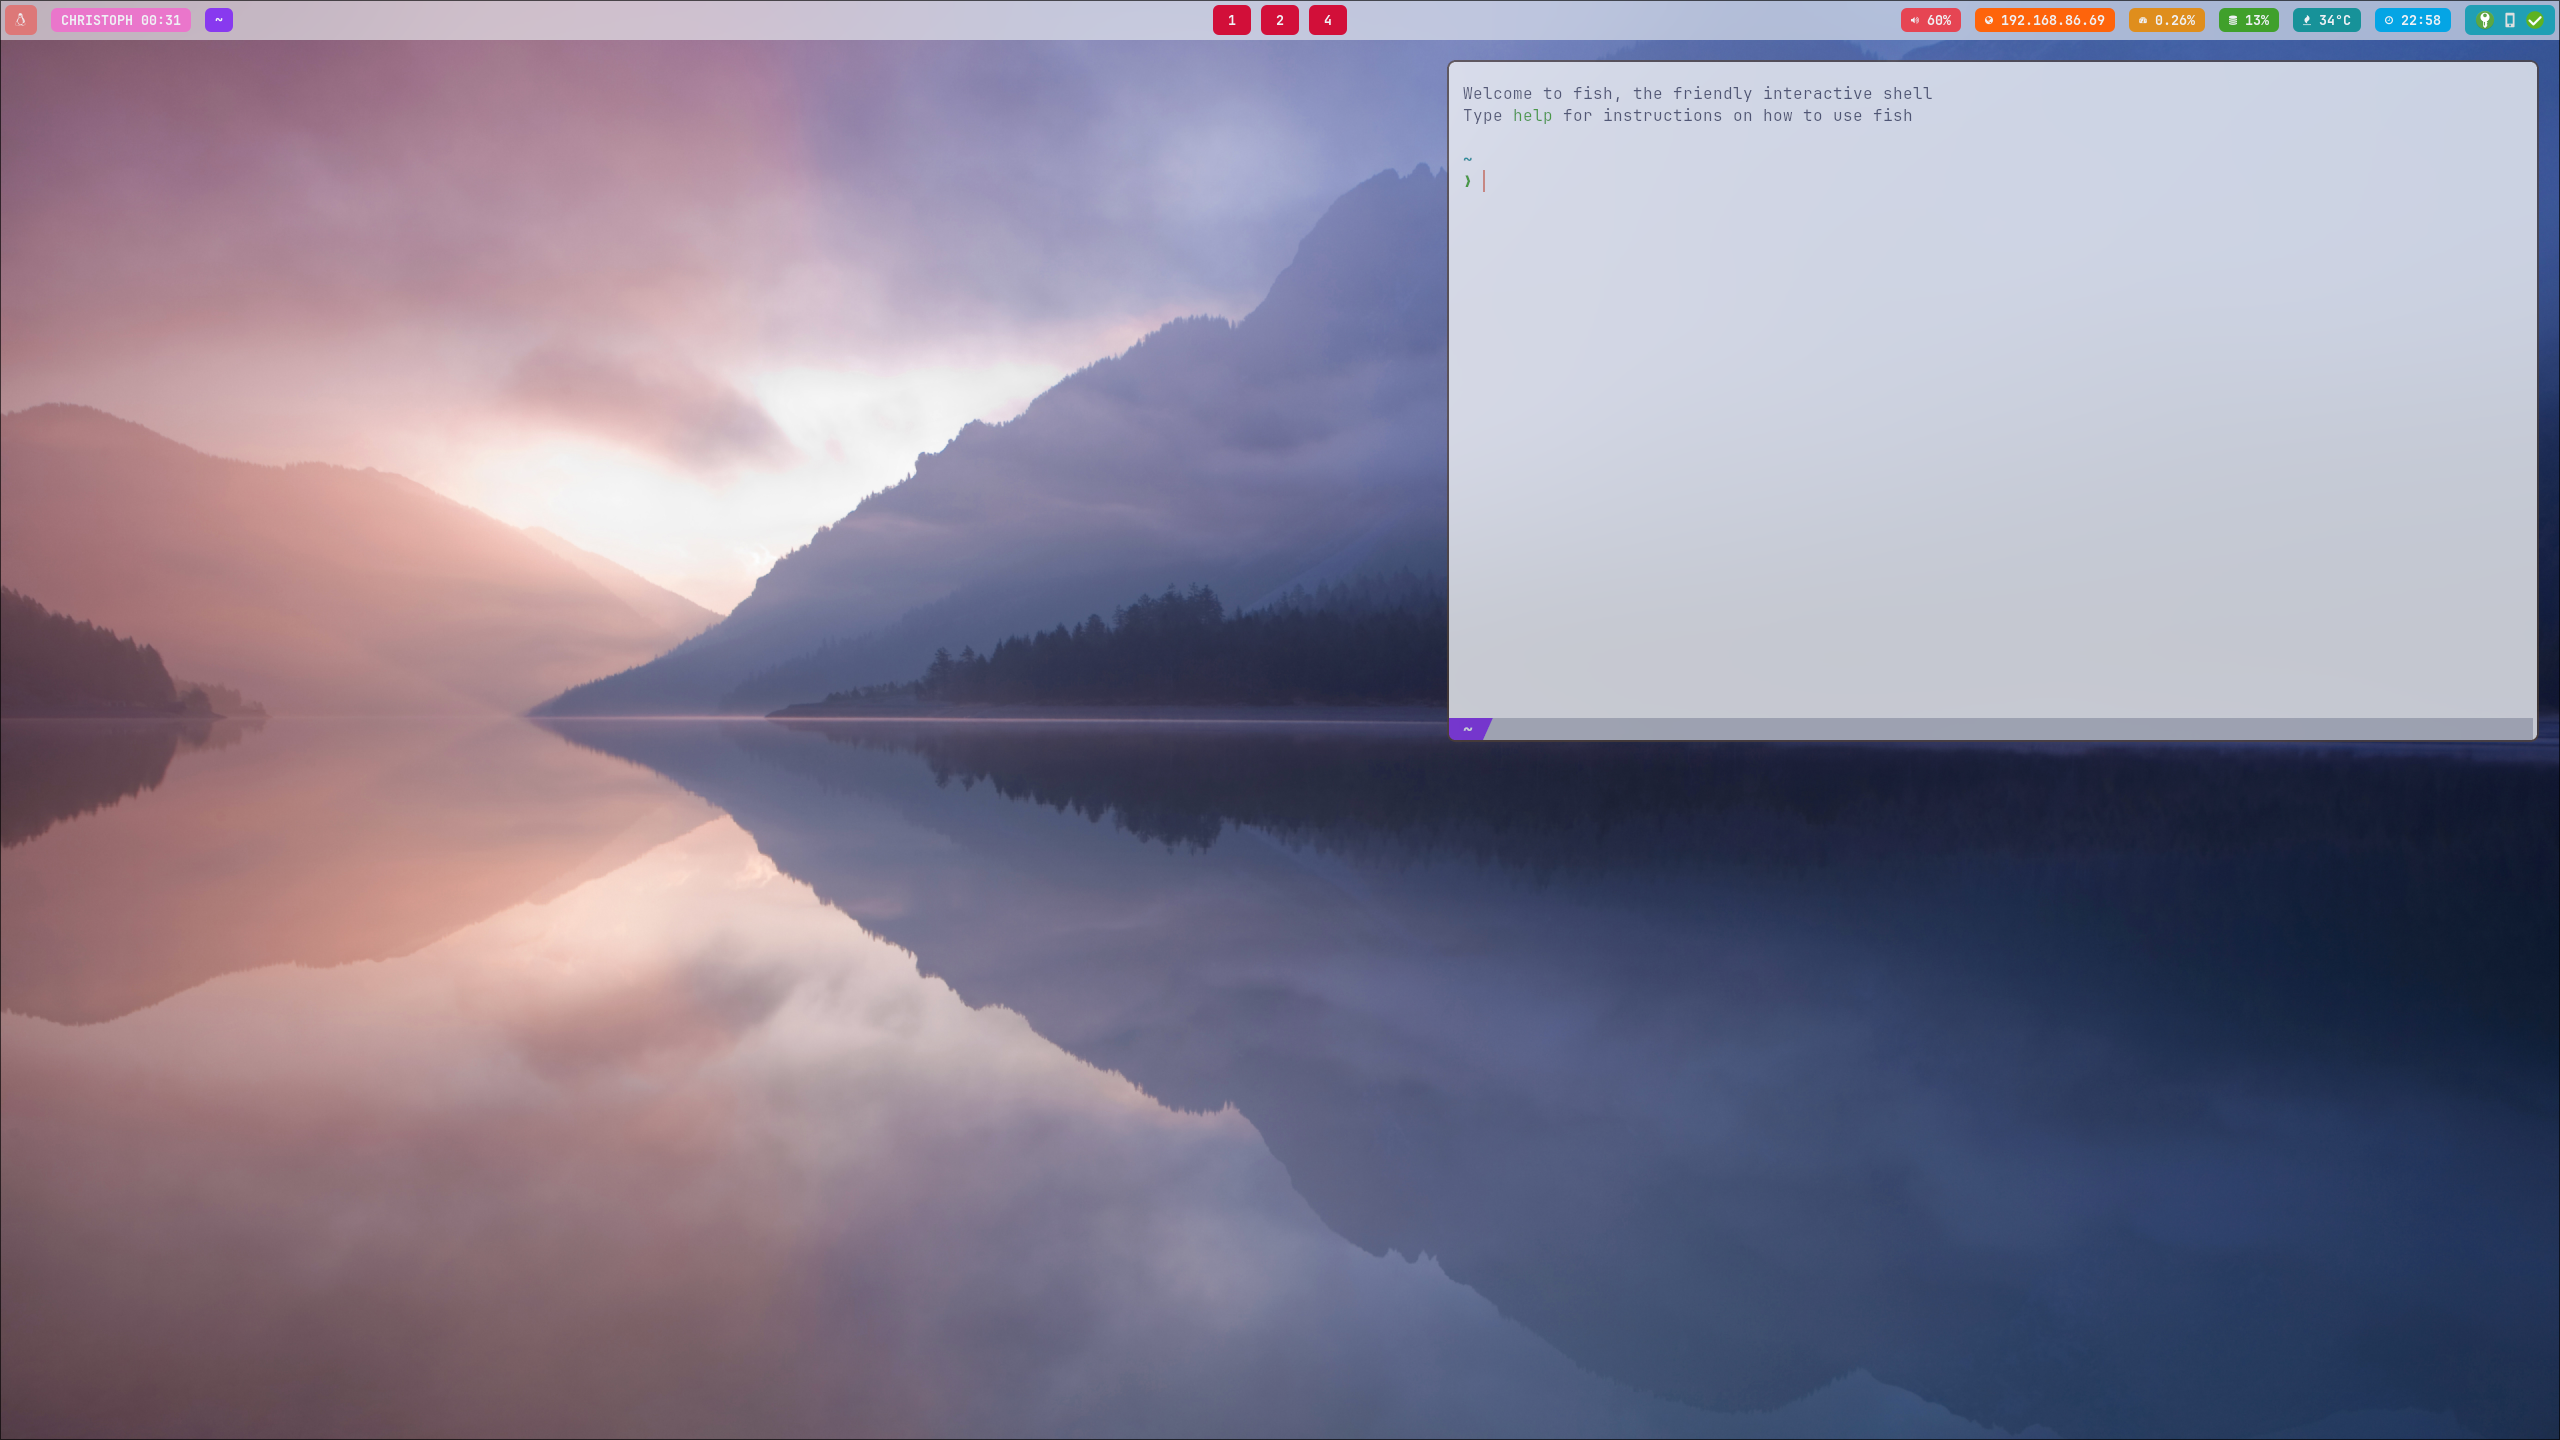 CHRISTOPH 00:31 ~ 1 2 4 60% 192.168.86.69 0.26% 13% 34°C 22:58
Welcome to fish, the friendly interactive shell
Type help for instructions on how to use fish
~
❯
~